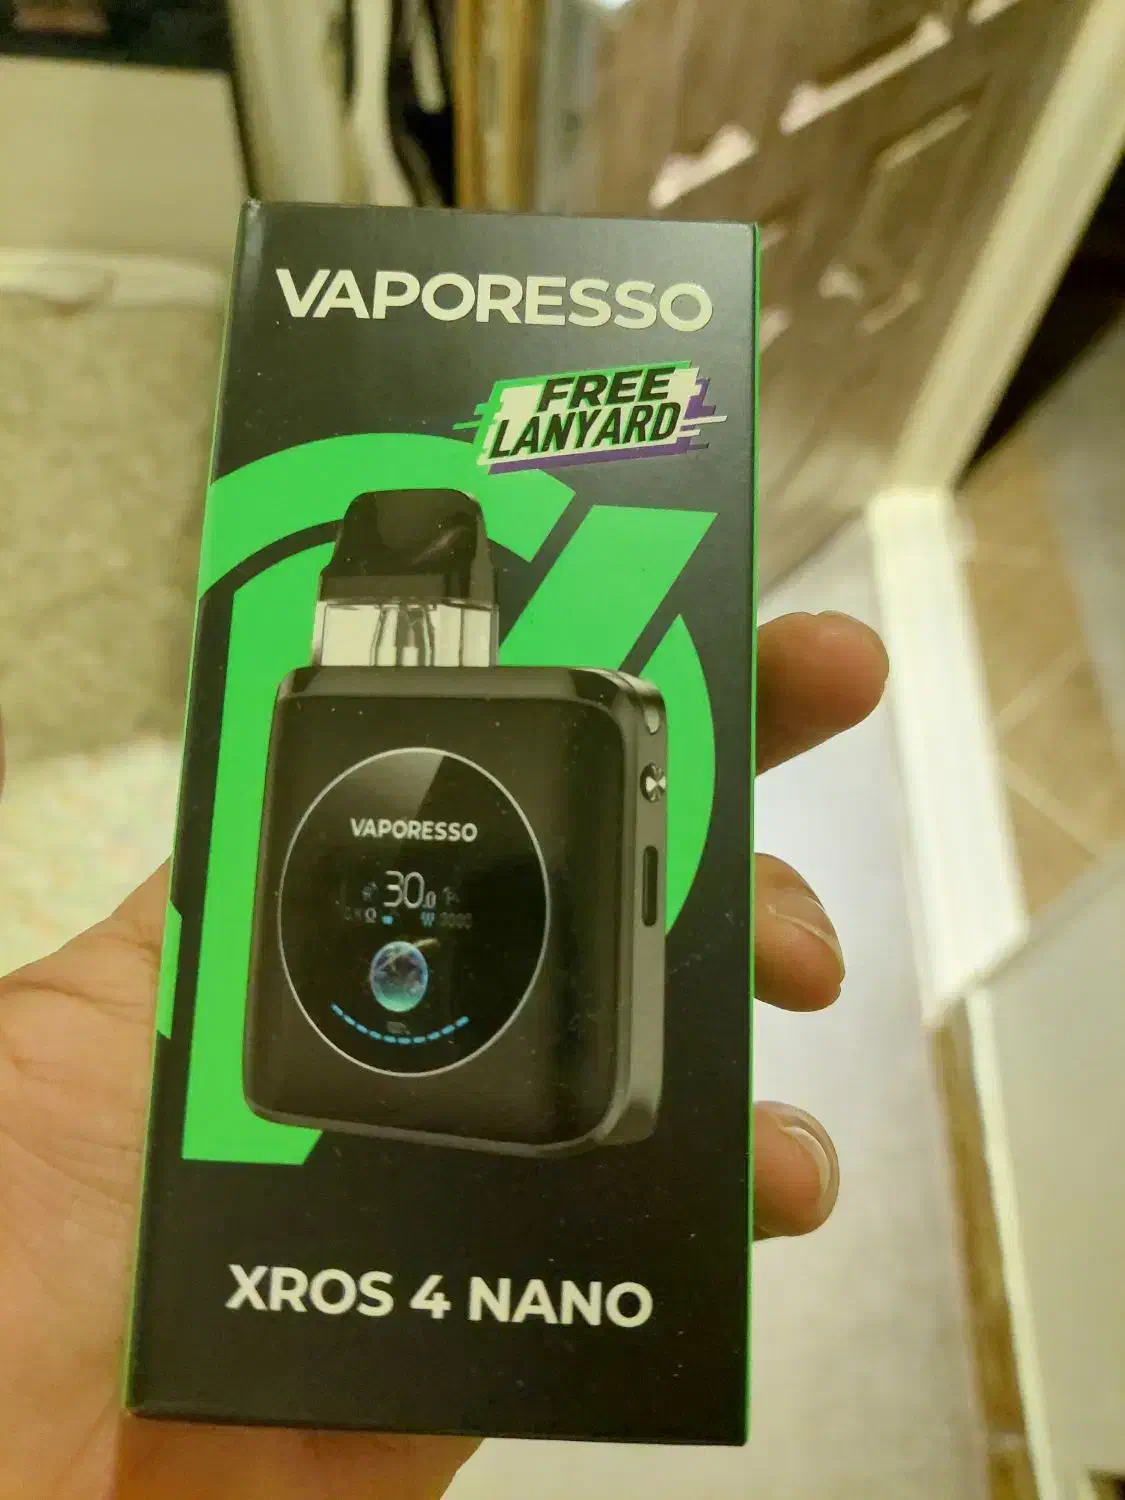 VAPORESSO
FREE
LANYARD
VAPORESSO
30.0
XROS 4 NANO